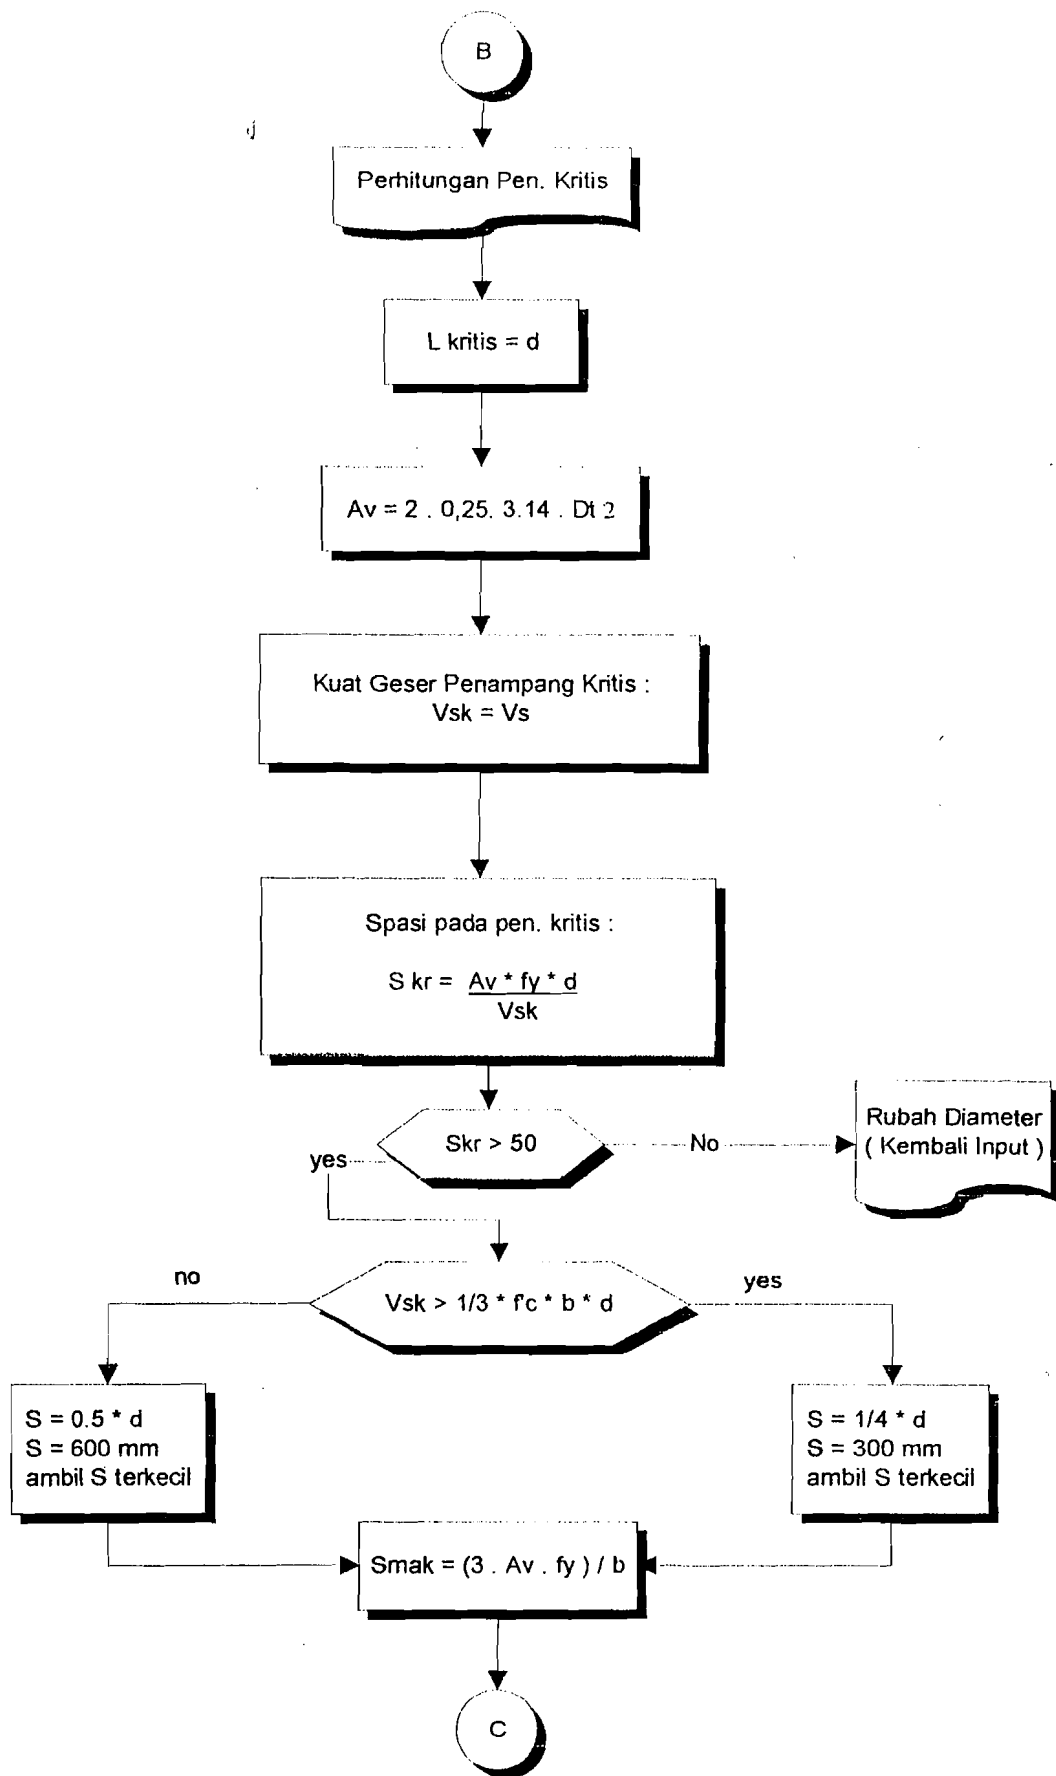 B
Perhitungan Pen. Kritis
L kritis = d
Av = 2 . 0,25. 3.14 . Dt 2
Kuat Geser Penampang Kritis :
Vsk = Vs
Spasi pada pen. kritis :
S kr = Av * fy * d
Vsk
Skr > 50
No
Rubah Diameter
( Kembali Input )
yes
no
Vsk > 1/3 * f'c * b * d
yes
S = 0.5 * d
S = 600 mm
ambil S terkecil
S = 1/4 * d
S = 300 mm
ambil S terkecil
Smak = (3 . Av . fy ) / b
C